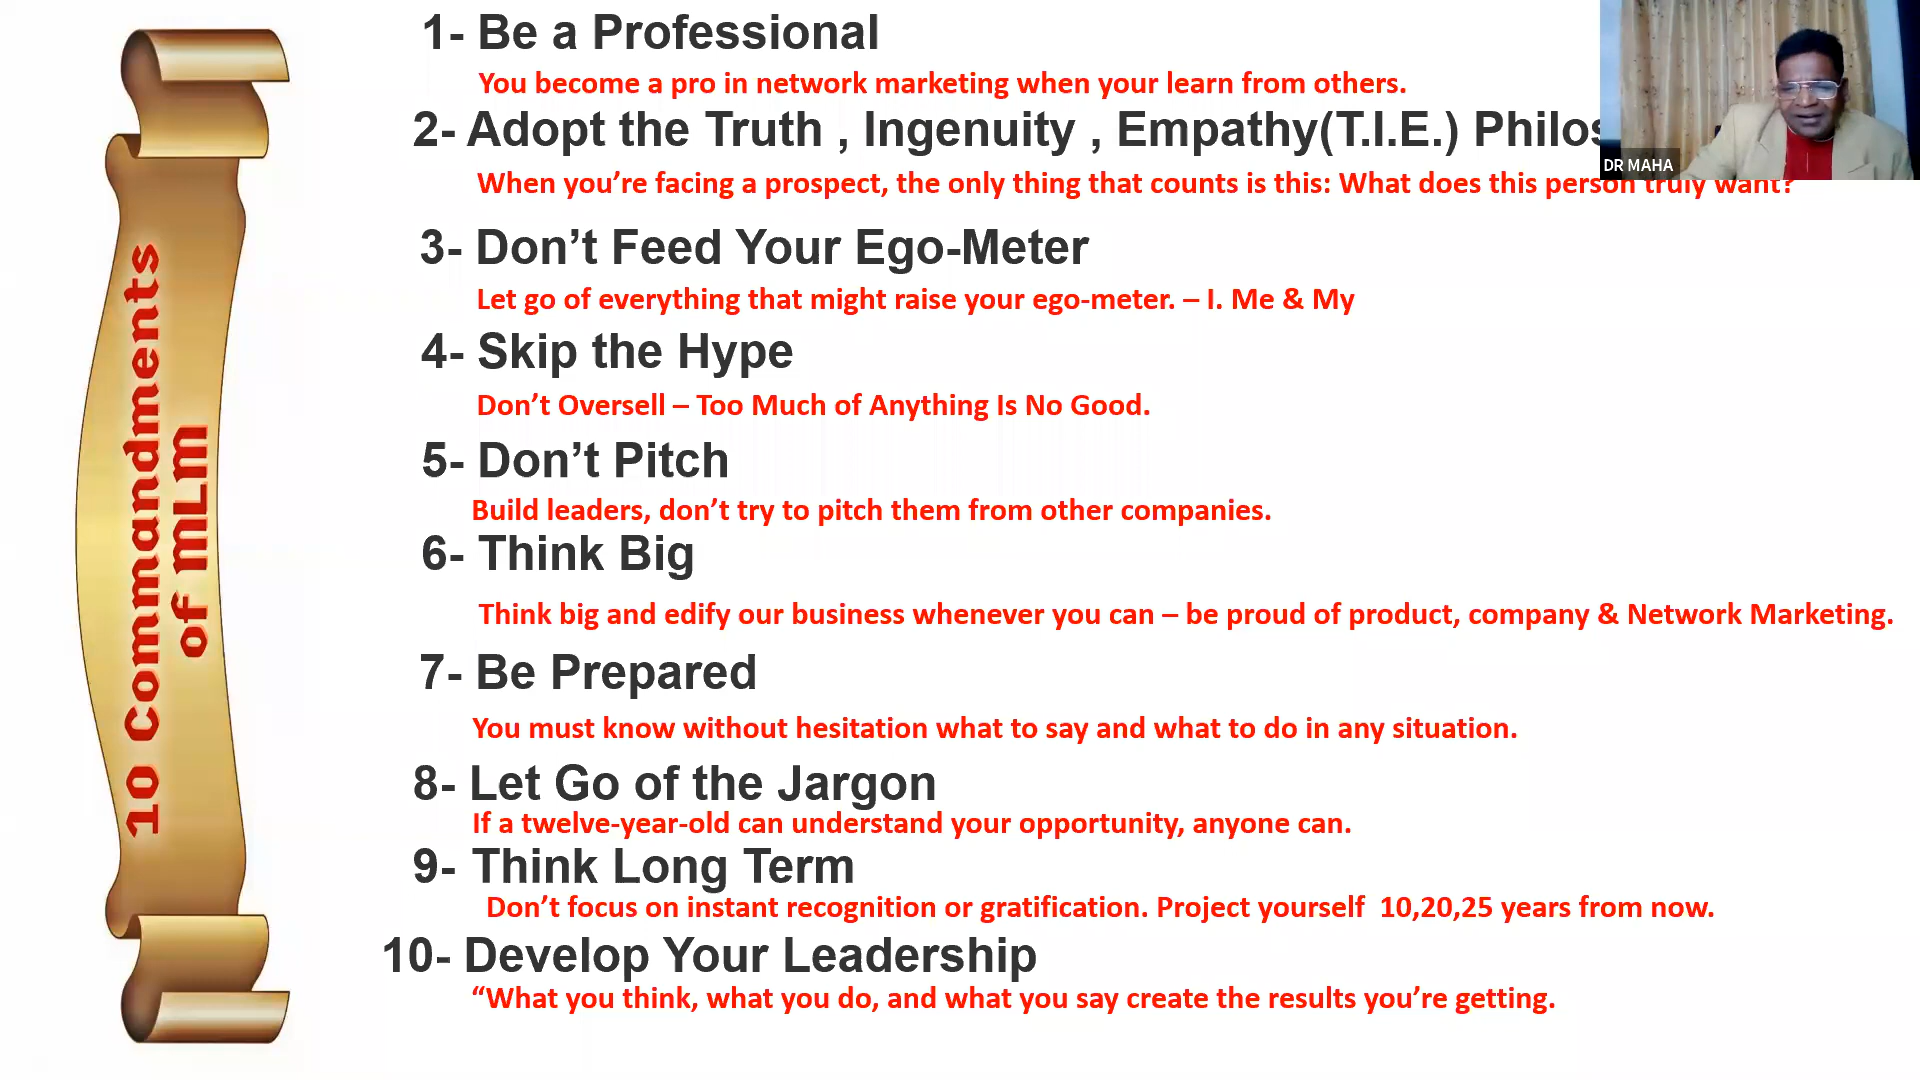 10 Commandments
of MLM
1- Be a Professional
You become a pro in network marketing when your learn from others.
2- Adopt the Truth , Ingenuity , Empathy(T.I.E.)
When you’re facing a prospect, the only thing that counts is this: What does this person truly want?
DR MAHA
3- Don’t Feed Your Ego-Meter
Let go of everything that might raise your ego-meter. – I. Me & My
4- Skip the Hype
Don’t Oversell – Too Much of Anything Is No Good.
5- Don’t Pitch
Build leaders, don’t try to pitch them from other companies.
6- Think Big
Think big and edify our business whenever you can – be proud of product, company & Network Marketing.
7- Be Prepared
You must know without hesitation what to say and what to do in any situation.
8- Let Go of the Jargon
If a twelve-year-old can understand your opportunity, anyone can.
9- Think Long Term
Don’t focus on instant recognition or gratification. Project yourself 10,20,25 years from now.
10- Develop Your Leadership
“What you think, what you do, and what you say create the results you’re getting.